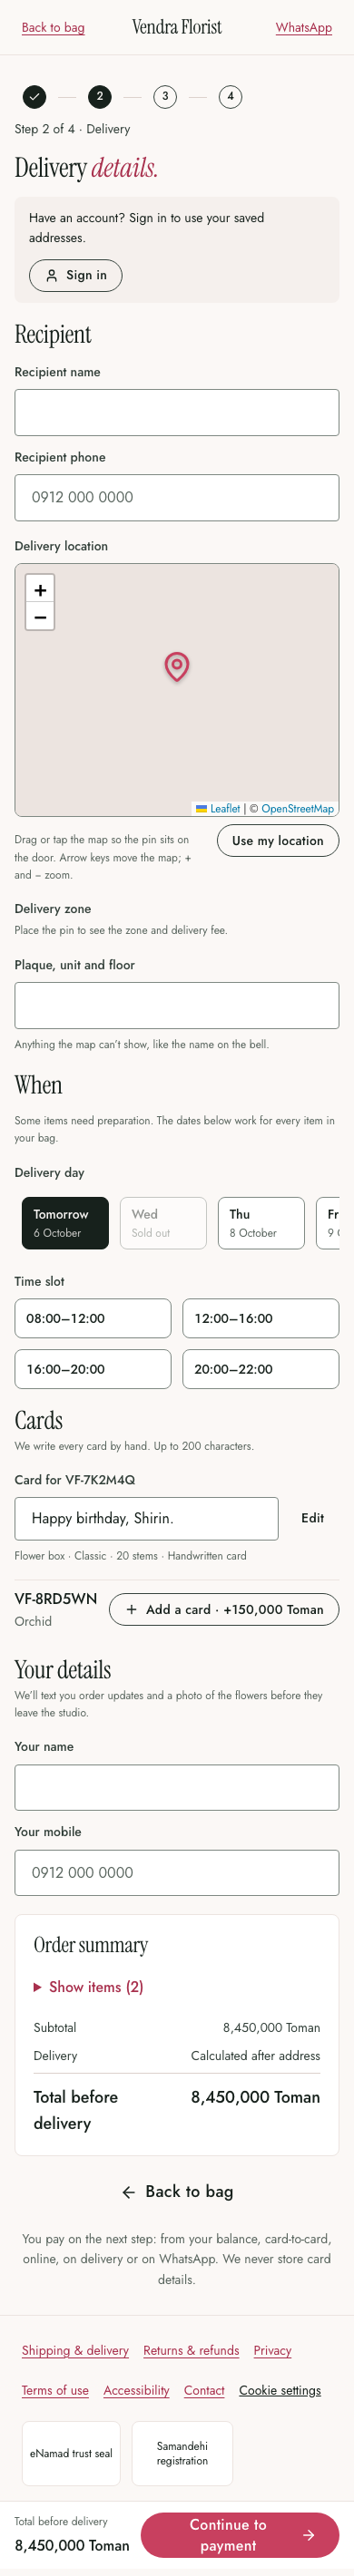 Back to bag
Vendra Florist
WhatsApp
2
3
4
Step 2 of 4 · Delivery
Delivery details.
Have an account? Sign in to use your saved
addresses.
Sign in
Recipient
Recipient name
Recipient phone
0912 000 0000
Delivery location
+
−
Leaflet | © OpenStreetMap
Drag or tap the map so the pin sits on
the door. Arrow keys move the map; +
and − zoom.
Use my location
Delivery zone
Place the pin to see the zone and delivery fee.
Plaque, unit and floor
Anything the map can't show, like the name on the bell.
When
Some items need preparation. The dates below work for every item in
your bag.
Delivery day
Tomorrow
6 October
Wed
Sold out
Thu
8 October
Time slot
08:00–12:00
12:00–16:00
16:00–20:00
20:00–22:00
Cards
We write every card by hand. Up to 200 characters.
Card for VF-7K2M4Q
Happy birthday, Shirin.
Edit
Flower box · Classic · 20 stems · Handwritten card
VF-8RD5WN
Orchid
+ Add a card · +150,000 Toman
Your details
We'll text you order updates and a photo of the flowers before they
leave the studio.
Your name
Your mobile
0912 000 0000
Order summary
Show items (2)
Subtotal
8,450,000 Toman
Delivery
Calculated after address
Total before
delivery
8,450,000 Toman
Back to bag
You pay on the next step: from your balance, card-to-card,
online, on delivery or on WhatsApp. We never store card
details.
Shipping & delivery
Returns & refunds
Privacy
Terms of use
Accessibility
Contact
Cookie settings
eNamad trust seal
Samandehi
registration
Total before delivery
8,450,000 Toman
Continue to
payment